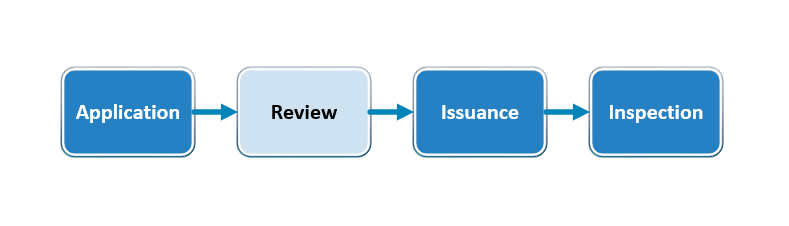 Application
Review
Issuance
Inspection